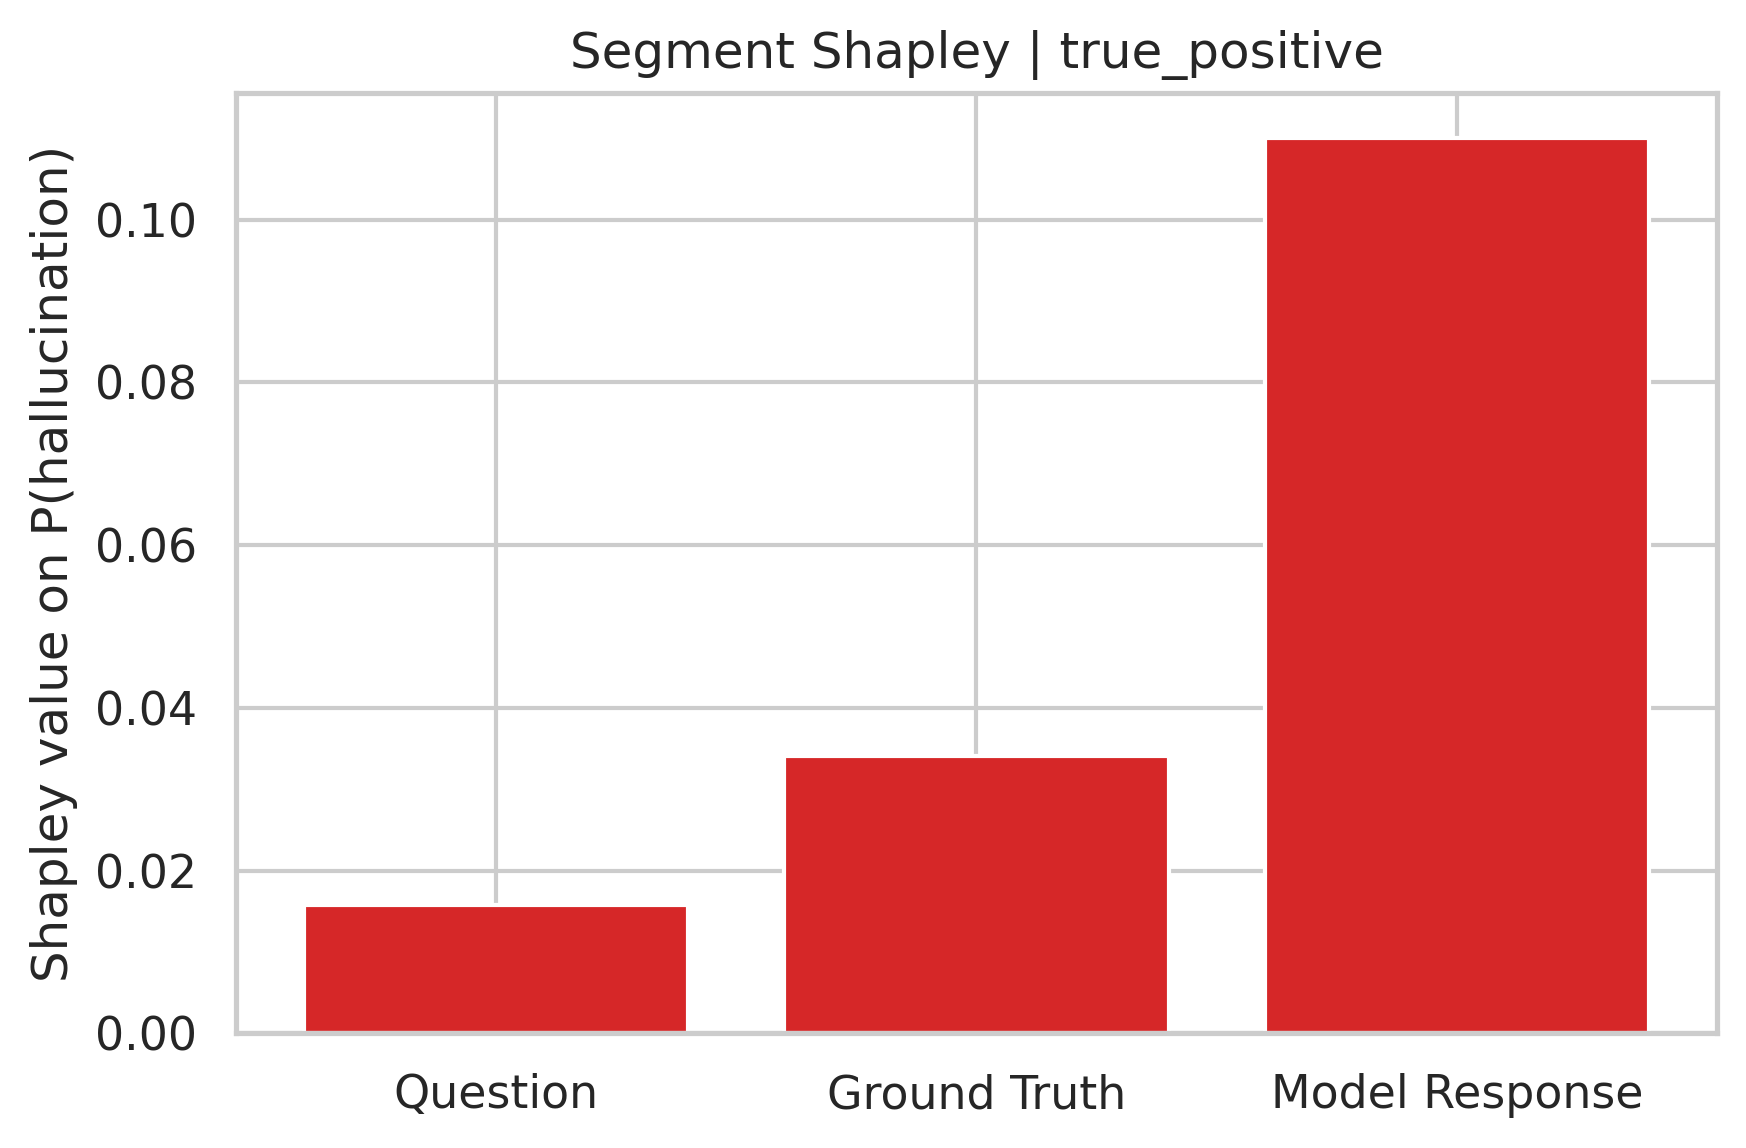 Segment Shapley | true_positive
Shapley value on P(hallucination)
0.10
0.08
0.06
0.04
0.02
0.00
Question Ground Truth Model Response